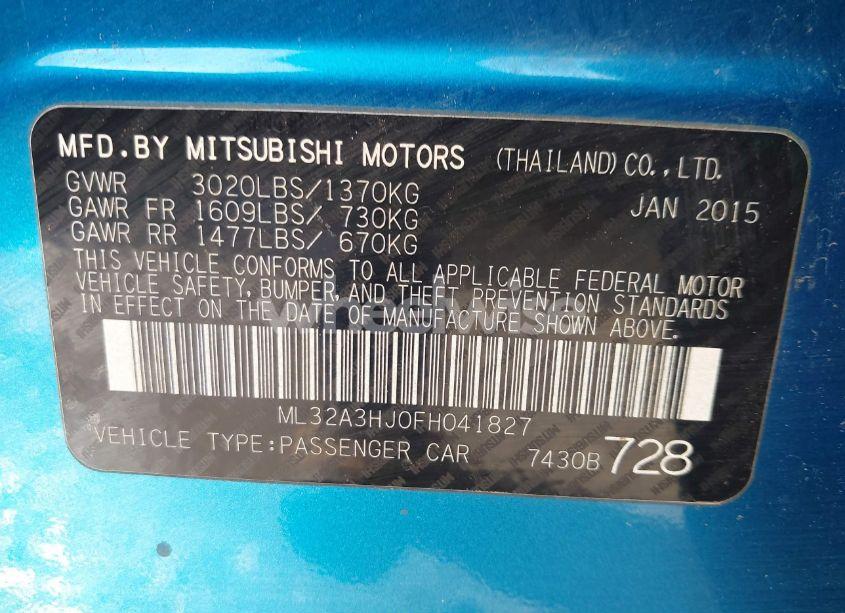 MFD.BY MITSUBISHI MOTORS (THAILAND) CO., LTD.
GVWR 3020LBS/1370KG JAN 2015
GAWR FR 1609LBS/ 730KG
GAWR RR 1477LBS/ 670KG
THIS VEHICLE CONFORMS TO ALL APPLICABLE FEDERAL MOTOR
VEHICLE SAFETY, BUMPER, AND THEFT PREVENTION STANDARDS
IN EFFECT ON THE DATE OF MANUFACTURE SHOWN ABOVE.
ML32A3HJ0FH041827
VEHICLE TYPE:PASSENGER CAR 7430B 728